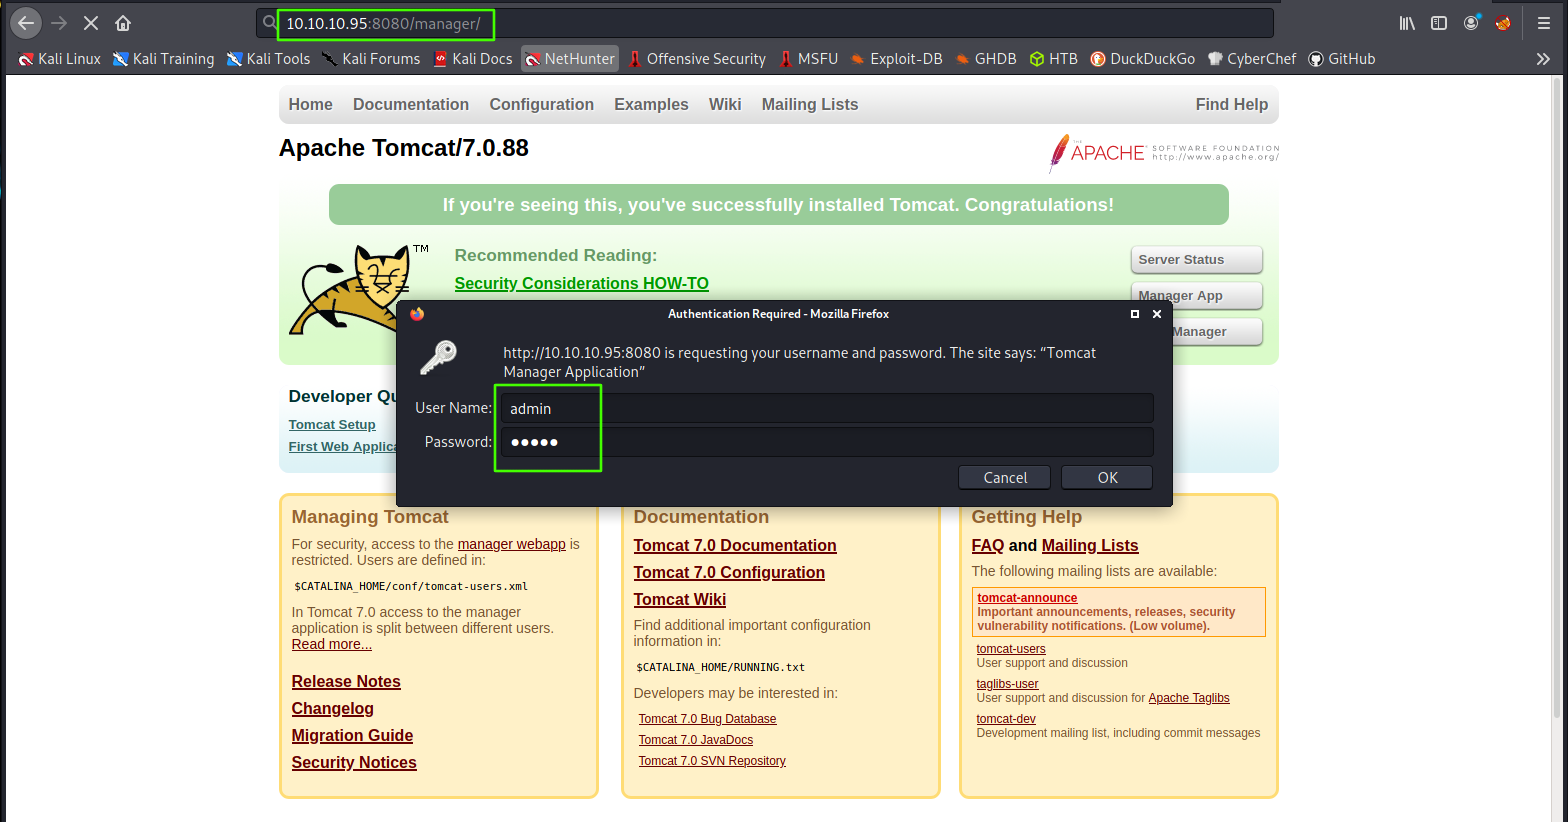 10.10.10.95:8080/manager/
Kali Linux Kali Training Kali Tools Kali Forums Kali Docs NetHunter Offensive Security MSFU Exploit-DB GHDB HTB DuckDuckGo CyberChef GitHub
Home Documentation Configuration Examples Wiki Mailing Lists Find Help
Apache Tomcat/7.0.88
THE APACHE SOFTWARE FOUNDATION
http://www.apache.org/
If you're seeing this, you've successfully installed Tomcat. Congratulations!
TM
Recommended Reading:
Security Considerations HOW-TO
Server Status
Manager App
Manager
Authentication Required - Mozilla Firefox
http://10.10.10.95:8080 is requesting your username and password. The site says: “Tomcat
Manager Application”
User Name: admin
Password: ●●●●●
Cancel OK
Developer Qu
Tomcat Setup
First Web Applica
Managing Tomcat
For security, access to the manager webapp is
restricted. Users are defined in:
$CATALINA_HOME/conf/tomcat-users.xml
In Tomcat 7.0 access to the manager
application is split between different users.
Read more...
Release Notes
Changelog
Migration Guide
Security Notices
Documentation
Tomcat 7.0 Documentation
Tomcat 7.0 Configuration
Tomcat Wiki
Find additional important configuration
information in:
$CATALINA_HOME/RUNNING.txt
Developers may be interested in:
Tomcat 7.0 Bug Database
Tomcat 7.0 JavaDocs
Tomcat 7.0 SVN Repository
Getting Help
FAQ and Mailing Lists
The following mailing lists are available:
tomcat-announce
Important announcements, releases, security
vulnerability notifications. (Low volume).
tomcat-users
User support and discussion
taglibs-user
User support and discussion for Apache Taglibs
tomcat-dev
Development mailing list, including commit messages